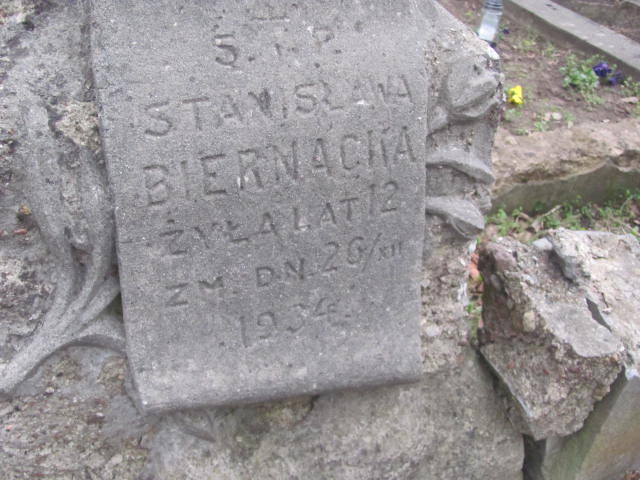 Ś. † P.
STANISŁAWA
BIERNACKA
ŻYŁA LAT 12
ZM. DN. 26/XII
1934.